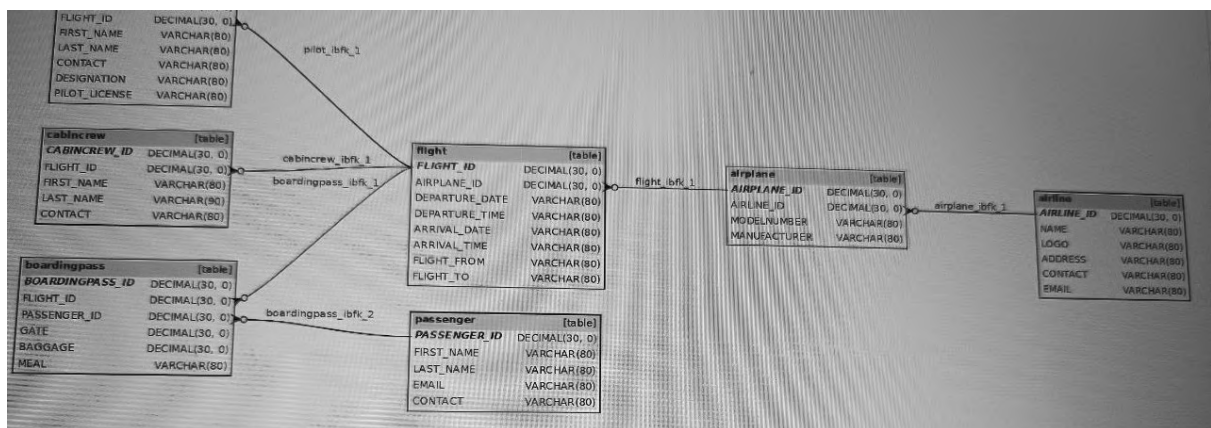 FLIGHT_ID DECIMAL(30, 0)
FIRST_NAME VARCHAR(80)
LAST_NAME VARCHAR(80)
CONTACT VARCHAR(80)
DESIGNATION VARCHAR(80)
PILOT_LICENSE VARCHAR(80)
pilot_ibfk_1
cabincrew [table]
CABINCREW_ID DECIMAL(30, 0)
FLIGHT_ID DECIMAL(30, 0)
FIRST_NAME VARCHAR(80)
LAST_NAME VARCHAR(90)
CONTACT VARCHAR(80)
cabincrew_ibfk_1
boardingpass_ibfk_1
boardingpass [table]
BOARDINGPASS_ID DECIMAL(30, 0)
FLIGHT_ID DECIMAL(30, 0)
PASSENGER_ID DECIMAL(30, 0)
GATE DECIMAL(30, 0)
BAGGAGE DECIMAL(30, 0)
MEAL VARCHAR(80)
boardingpass_ibfk_2
flight [table]
FLIGHT_ID DECIMAL(30, 0)
AIRPLANE_ID DECIMAL(30, 0)
DEPARTURE_DATE VARCHAR(80)
DEPARTURE_TIME VARCHAR(80)
ARRIVAL_DATE VARCHAR(80)
ARRIVAL_TIME VARCHAR(80)
FLIGHT_FROM VARCHAR(80)
FLIGHT_TO VARCHAR(80)
passenger [table]
PASSENGER_ID DECIMAL(30, 0)
FIRST_NAME VARCHAR(80)
LAST_NAME VARCHAR(80)
EMAIL VARCHAR(80)
CONTACT VARCHAR(80)
flight_ibfk_1
airplane [table]
AIRPLANE_ID DECIMAL(30, 0)
AIRLINE_ID DECIMAL(30, 0)
MODELNUMBER VARCHAR(80)
MANUFACTURER VARCHAR(80)
airplane_ibfk_1
airline [table]
AIRLINE_ID DECIMAL(30, 0)
NAME VARCHAR(80)
LOGO VARCHAR(80)
ADDRESS VARCHAR(80)
CONTACT VARCHAR(80)
EMAIL VARCHAR(80)